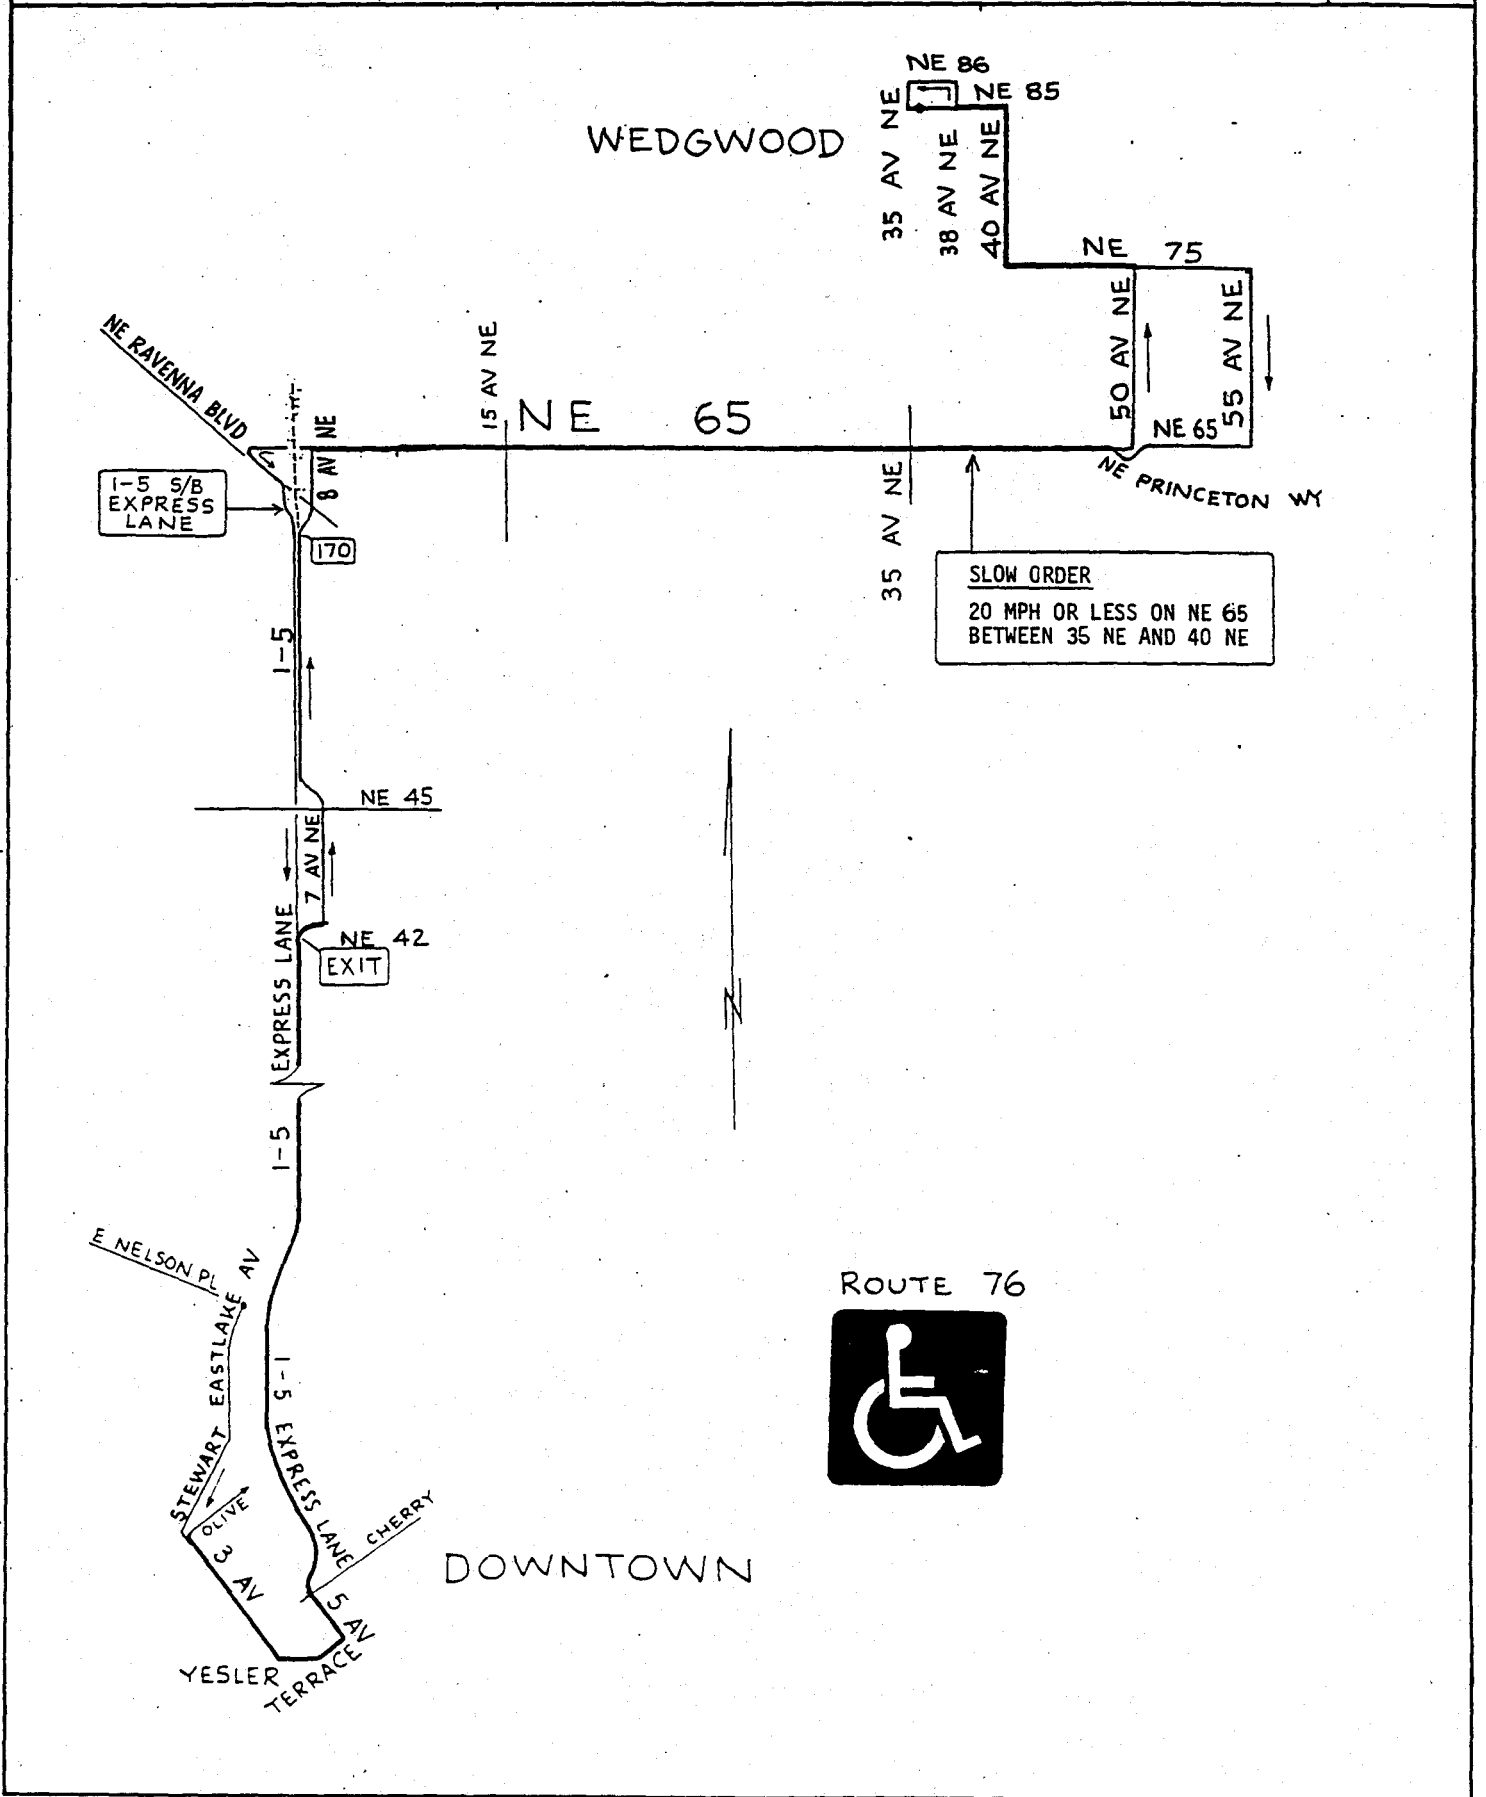 NE 86
NE 85
WEDGWOOD
35 AV NE
38 AV NE
40 AV NE
NE 75
50 AV NE
55 AV NE
NE RAVENNA BLVD
15 AV NE
NE 65
8 AV NE
NE 65
NE PRINCETON WY
I-5 S/B
EXPRESS
LANE
170
35 AV NE
SLOW ORDER
20 MPH OR LESS ON NE 65
BETWEEN 35 NE AND 40 NE
I-5
NE 45
7 AV NE
NE 42
EXIT
EXPRESS LANE
N
I-5
E NELSON PL
EASTLAKE AV
ROUTE 76
I-5 EXPRESS LANE
STEWART
OLIVE
CHERRY
3 AV
DOWNTOWN
5 AV
YESLER
TERRACE